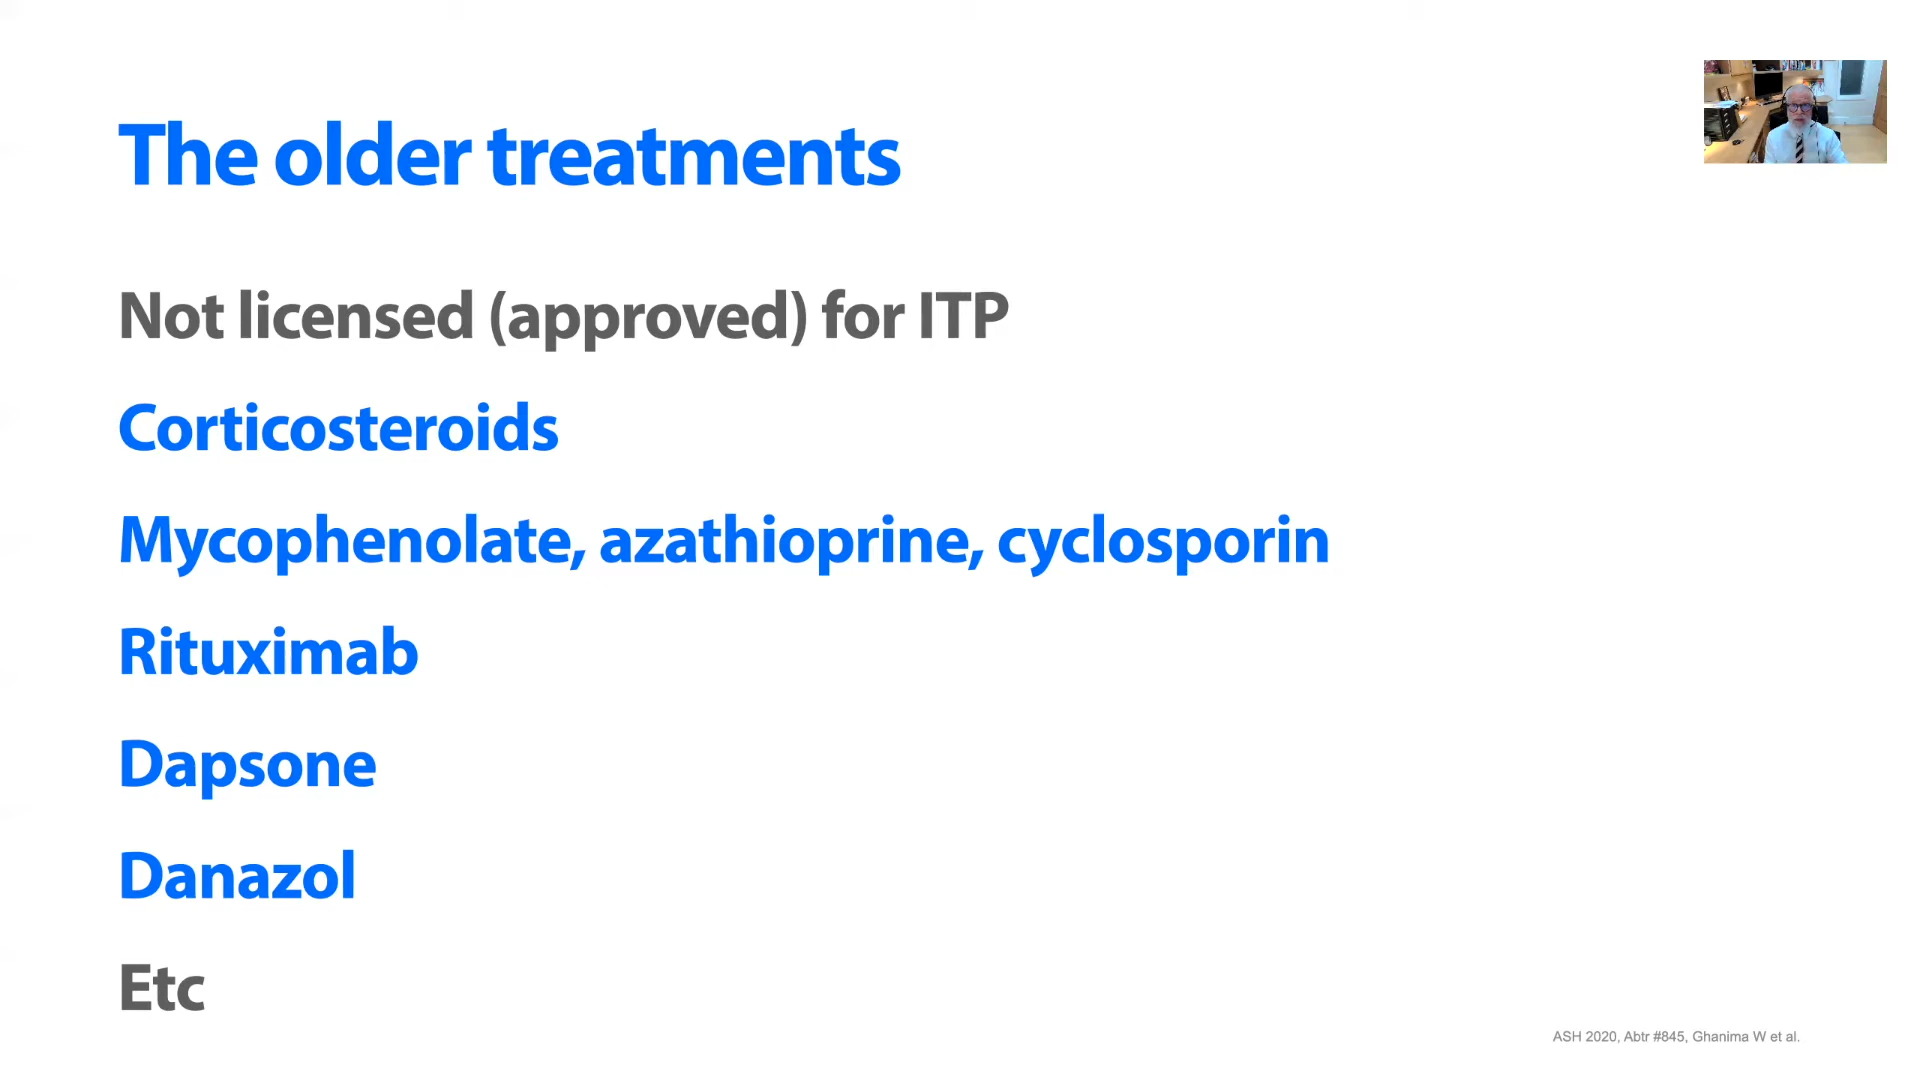 The older treatments
Not licensed (approved) for ITP
Corticosteroids
Mycophenolate, azathioprine, cyclosporin
Rituximab
Dapsone
Danazol
Etc
ASH 2020, Abtr #845, Ghanima W et al.